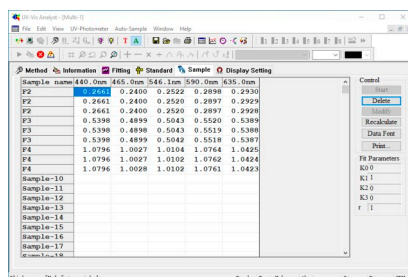 UV-Vis Analyst - [Multi-T]
File Edit View UV-Photometer Auto-Sample Window Help
Method Information Fitting Standard Sample Display Setting
Sample name 440.0nm 465.0nm 546.1nm 590.0nm 635.0nm
F2 0.2661 0.2400 0.2522 0.2898 0.2930
F2 0.2661 0.2400 0.2520 0.2897 0.2929
F2 0.2661 0.2400 0.2520 0.2897 0.2928
F3 0.5398 0.4899 0.5043 0.5520 0.5389
F3 0.5398 0.4898 0.5043 0.5519 0.5388
F3 0.5398 0.4899 0.5042 0.5518 0.5387
F4 1.0796 1.0027 1.0104 1.0764 1.0425
F4 1.0796 1.0027 1.0102 1.0762 1.0424
F4 1.0796 1.0028 1.0101 1.0761 1.0423
Sample-10
Sample-11
Sample-12
Sample-13
Sample-14
Sample-15
Sample-16
Sample-17
Sample-18
Control
Start
Delete
Modify
Recalculate
Data Font
Print...
Fit Parameters
K0 0
K1 1
K2 0
K3 0
r 1